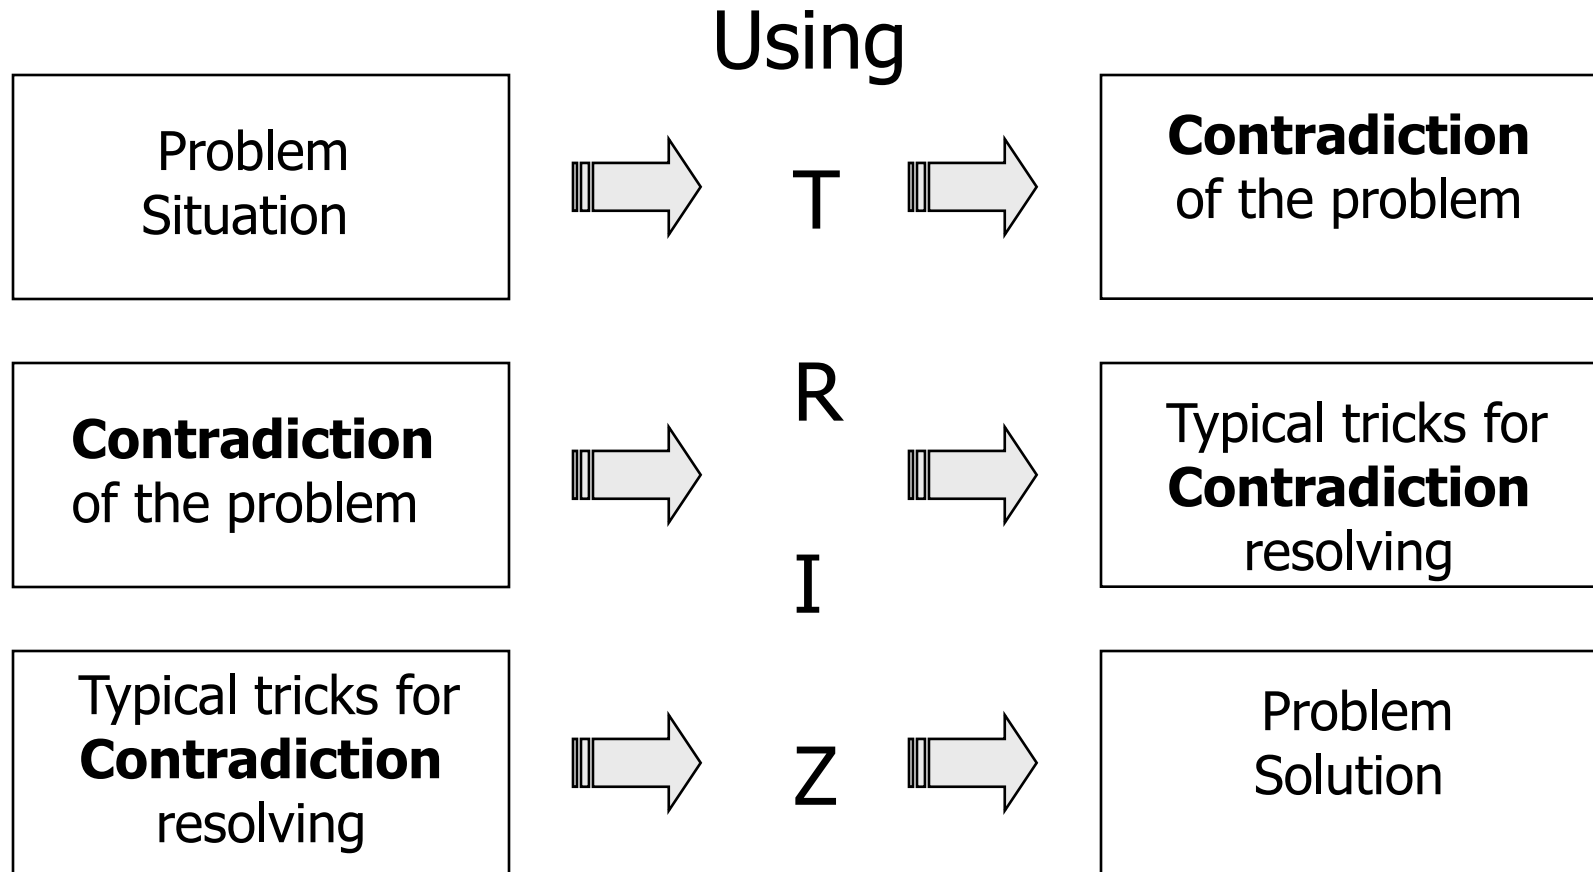 Using
Problem
Situation
T
Contradiction
of the problem
Contradiction
of the problem
R
Typical tricks for
Contradiction
resolving
I
Typical tricks for
Contradiction
resolving
Z
Problem
Solution